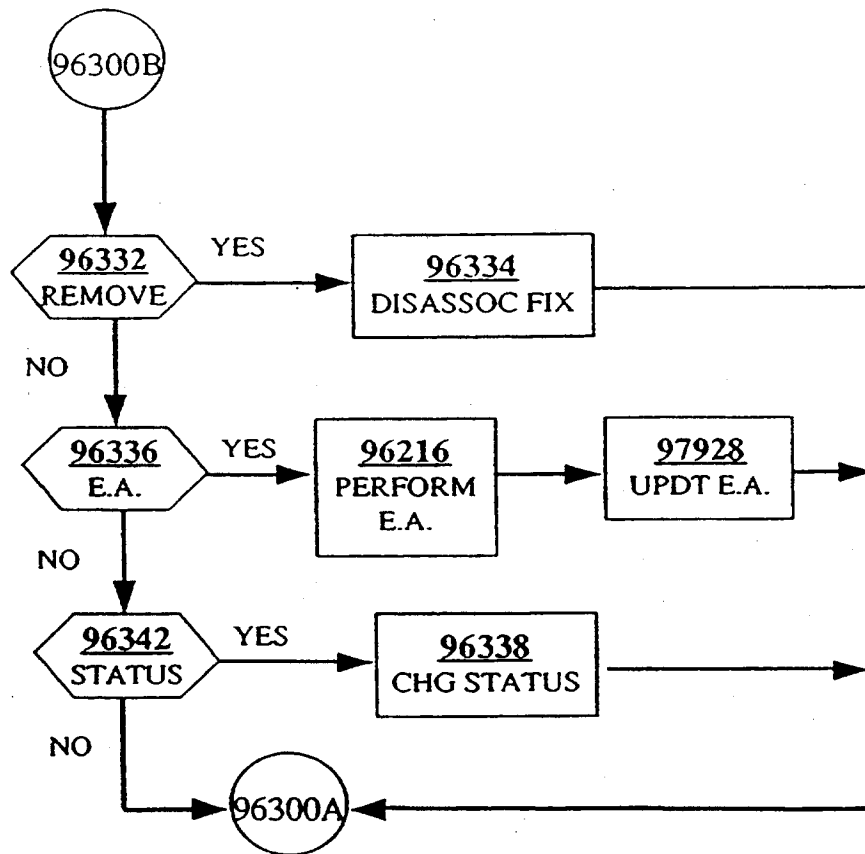 96300B
YES
96332
REMOVE
96334
DISASSOC FIX
NO
YES
96336
E.A.
96216
PERFORM
E.A.
97928
UPDT E.A.
NO
YES
96342
STATUS
96338
CHG STATUS
NO
96300A